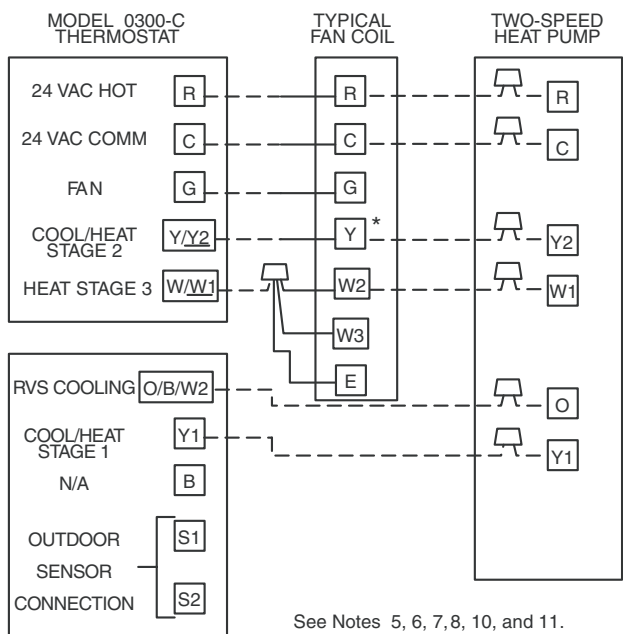 MODEL 0300-C
THERMOSTAT
TYPICAL
FAN COIL
TWO-SPEED
HEAT PUMP
24 VAC HOT R R R
24 VAC COMM C C C
FAN G G
COOL/HEAT
STAGE 2 Y/Y2 Y * Y2
HEAT STAGE 3 W/W1 W2 W1
W3
E
RVS COOLING O/B/W2 O
COOL/HEAT
STAGE 1 Y1 Y1
N/A B
OUTDOOR S1
SENSOR
CONNECTION S2
See Notes 5, 6, 7, 8, 10, and 11.